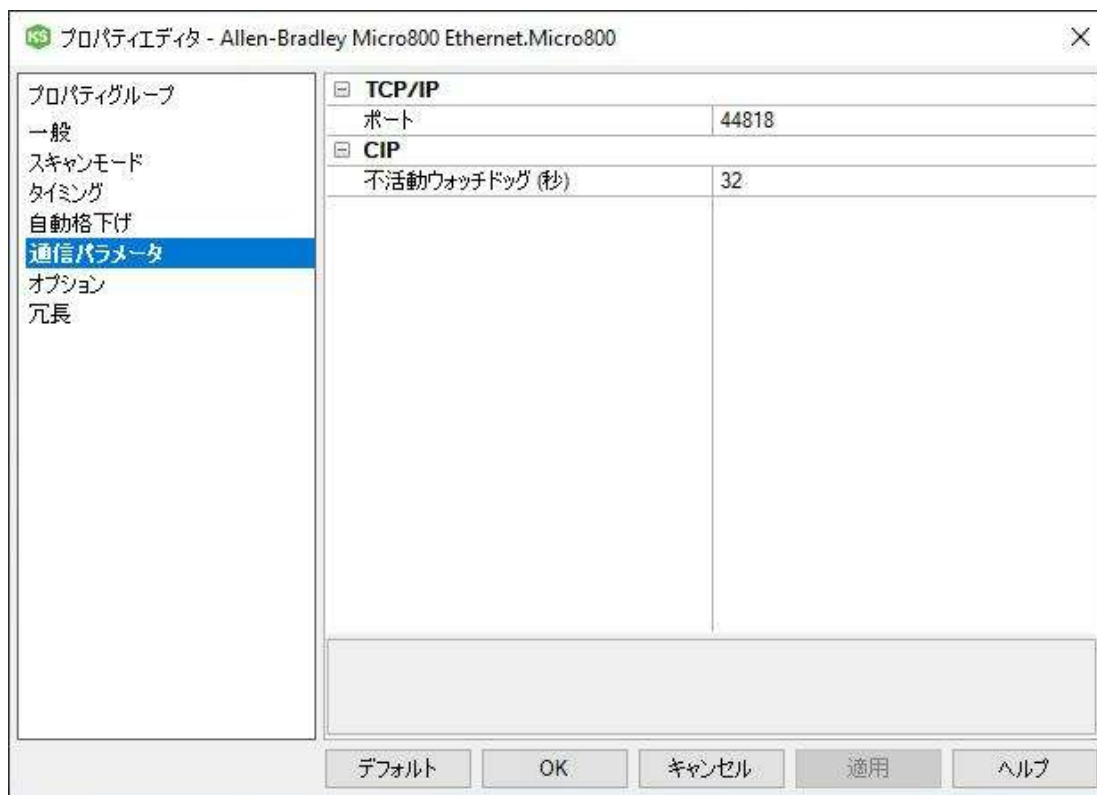 KS プロパティエディタ - Allen-Bradley Micro800 Ethernet.Micro800
プロパティグループ
一般
スキャンモード
タイミング
自動格下げ
通信パラメータ
オプション
冗長
TCP/IP
ポート 44818
CIP
不活動ウォッチドッグ (秒) 32
デフォルト OK キャンセル 適用 ヘルプ